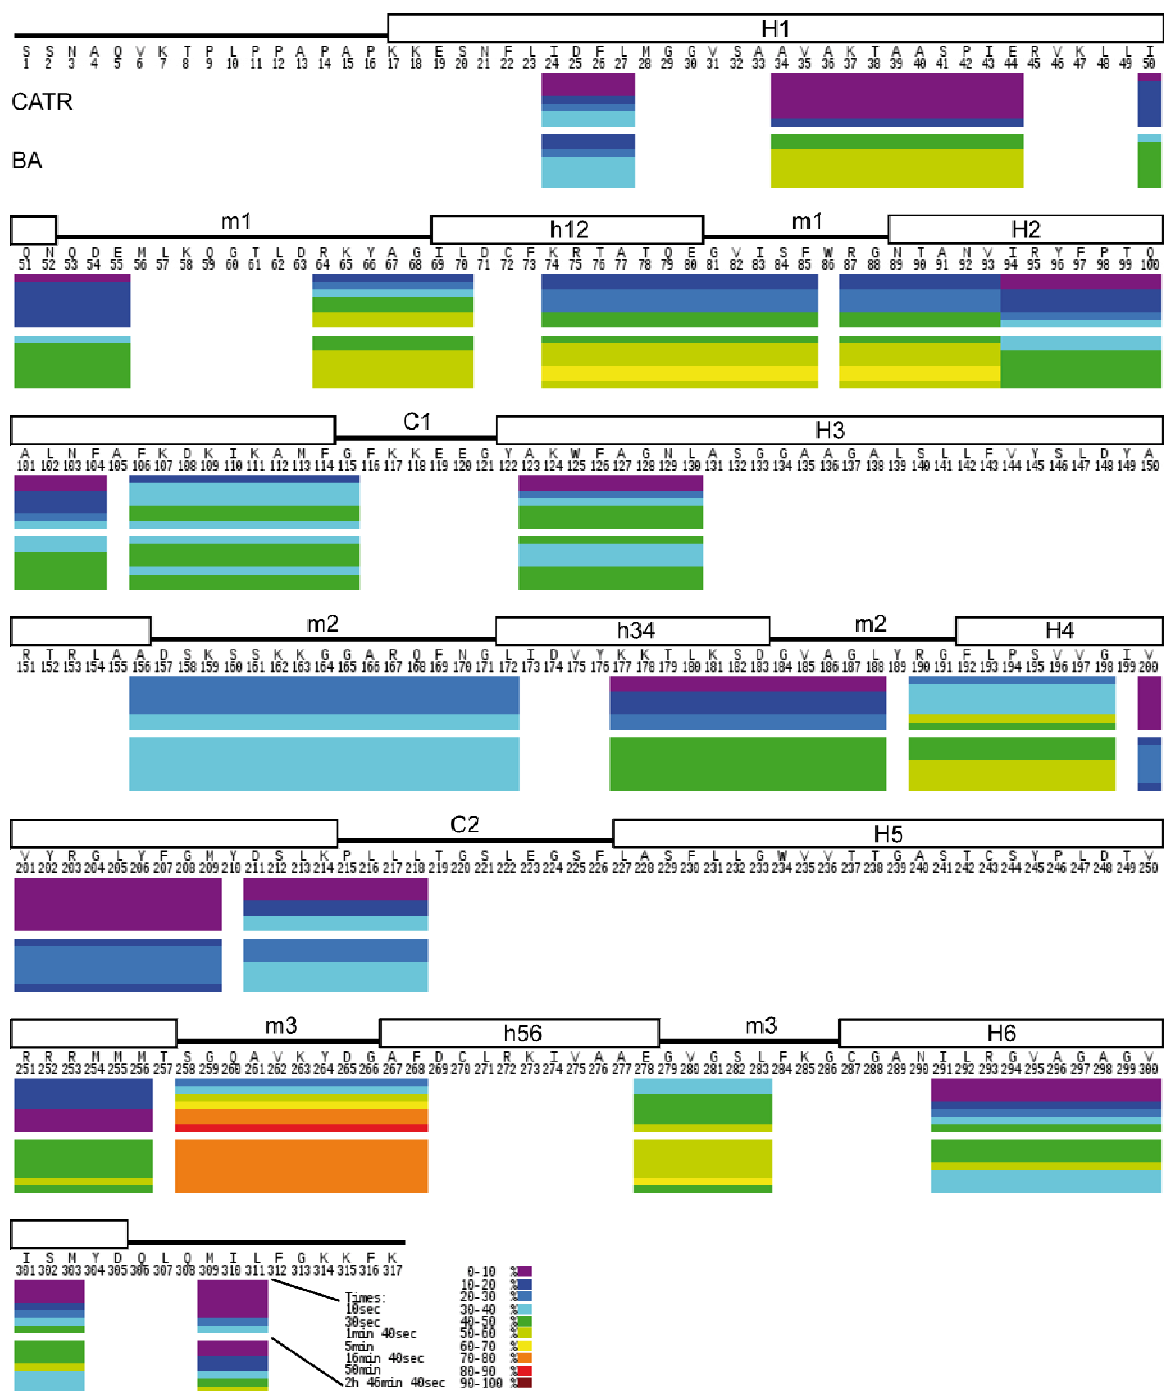 H1
S S N A Q V K T P L P P A P A P K K E S N F L I D F L M G G V S A A V A K T A A S P I E R V K L L I
1 2 3 4 5 6 7 8 9 10 11 12 13 14 15 16 17 18 19 20 21 22 23 24 25 26 27 28 29 30 31 32 33 34 35 36 37 38 39 40 41 42 43 44 45 46 47 48 49 50
CATR
BA
m1 h12 m1 H2
Q N Q D E M L K Q G T L D R K Y A G I L D C F K R T A T Q E G V I S F W R G N T A N V I R Y F P T Q
51 52 53 54 55 56 57 58 59 60 61 62 63 64 65 66 67 68 69 70 71 72 73 74 75 76 77 78 79 80 81 82 83 84 85 86 87 88 89 90 91 92 93 94 95 96 97 98 99 100
C1 H3
A L N F A F K D K I K A M F G F K K E E G Y A K W F A G N L A S G G A A G A L S L L F V Y S L D Y A
101 102 103 104 105 106 107 108 109 110 111 112 113 114 115 116 117 118 119 120 121 122 123 124 125 126 127 128 129 130 131 132 133 134 135 136 137 138 139 140 141 142 143 144 145 146 147 148 149 150
m2 h34 m2 H4
R T R L A A D S K S S K K G G A R Q F N G L I D V Y K K T L K S D G V A G L Y R G F L P S V V G I V
151 152 153 154 155 156 157 158 159 160 161 162 163 164 165 166 167 168 169 170 171 172 173 174 175 176 177 178 179 180 181 182 183 184 185 186 187 188 189 190 191 192 193 194 195 196 197 198 199 200
C2 H5
V Y R G L Y F G M Y D S L K P L L L T G S L E G S F L A S F L L G W V V T T G A S T C S Y P L D T V
201 202 203 204 205 206 207 208 209 210 211 212 213 214 215 216 217 218 219 220 221 222 223 224 225 226 227 228 229 230 231 232 233 234 235 236 237 238 239 240 241 242 243 244 245 246 247 248 249 250
m3 h56 m3 H6
R R R M M M T S G Q A V K Y D G A F D C L R K I V A A E G V G S L F K G C G A N I L R G V A G A G V
251 252 253 254 255 256 257 258 259 260 261 262 263 264 265 266 267 268 269 270 271 272 273 274 275 276 277 278 279 280 281 282 283 284 285 286 287 288 289 290 291 292 293 294 295 296 297 298 299 300
I S M Y D Q L Q M I L F G K K F K
301 302 303 304 305 306 307 308 309 310 311 312 313 314 315 316 317
Times:
10sec
30sec
1min 40sec
5min
16min 40sec
50min
2h 46min 40sec
0-10 %
10-20 %
20-30 %
30-40 %
40-50 %
50-60 %
60-70 %
70-80 %
80-90 %
90-100 %